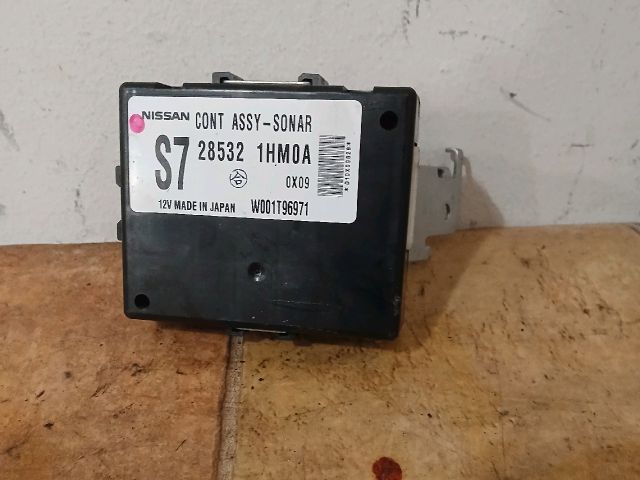 NISSAN CONT ASSY-SONAR
S7 28532 1HM0A
0X09
12V MADE IN JAPAN W001T96971